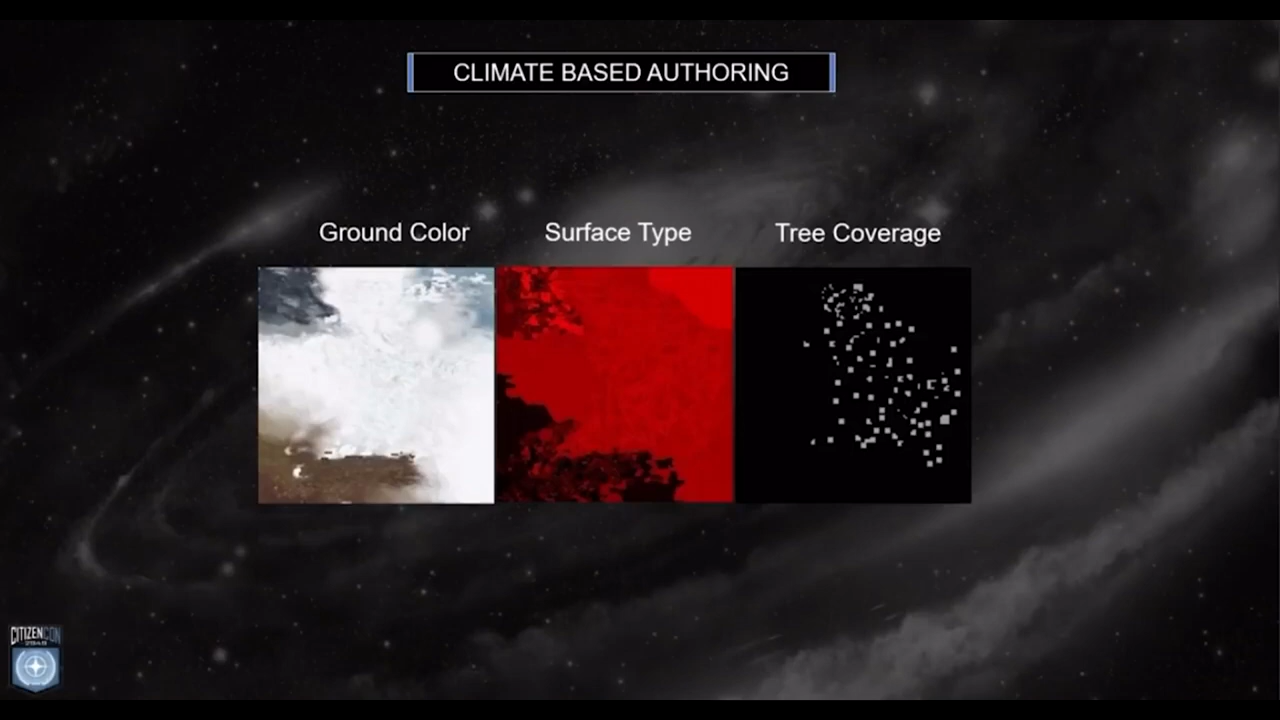 CLIMATE BASED AUTHORING
Ground Color
Surface Type
Tree Coverage
CITIZENCON